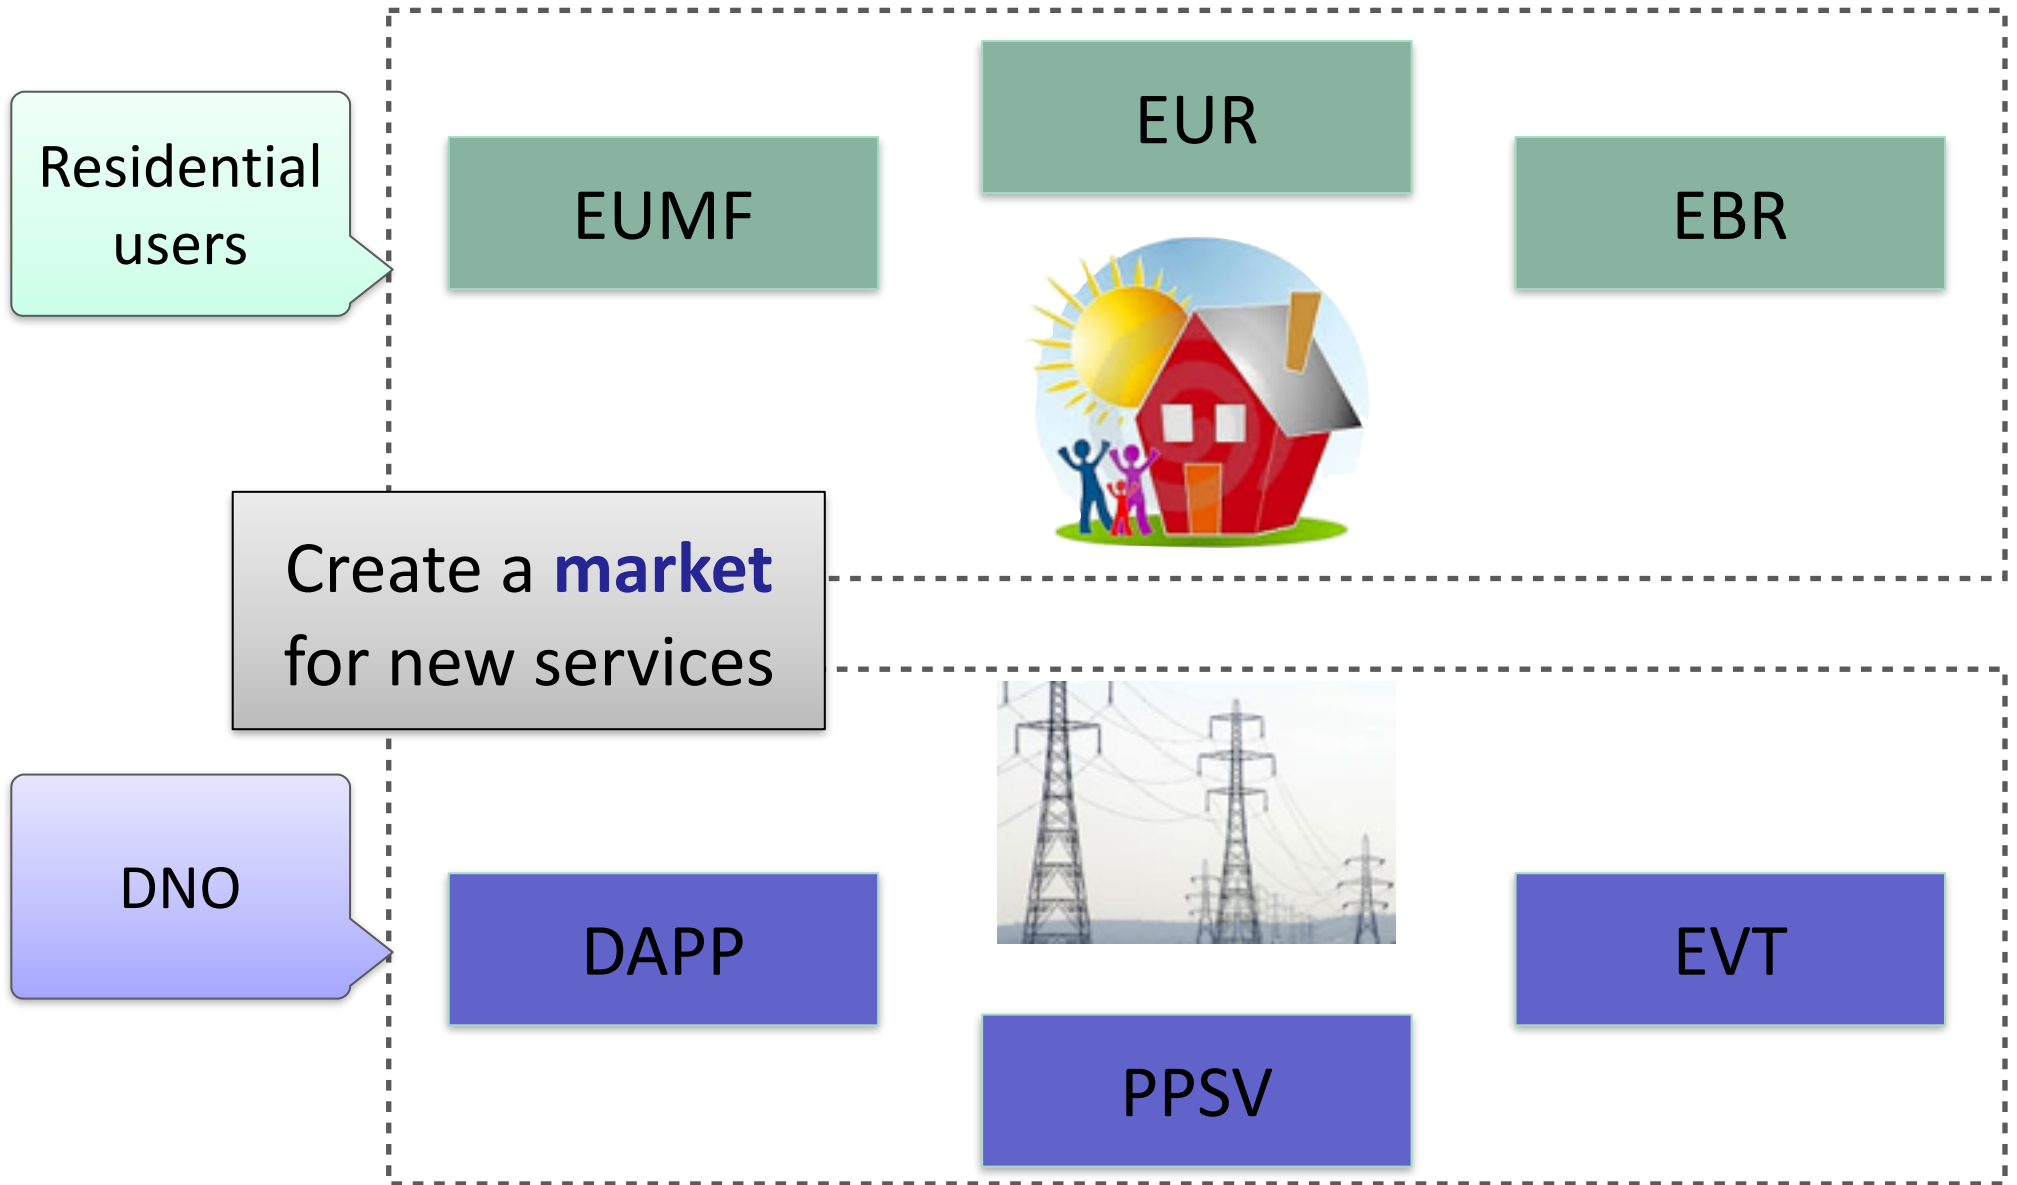 EUR
Residential
users
EUMF
EBR
Create a market
for new services
DNO
DAPP
EVT
PPSV